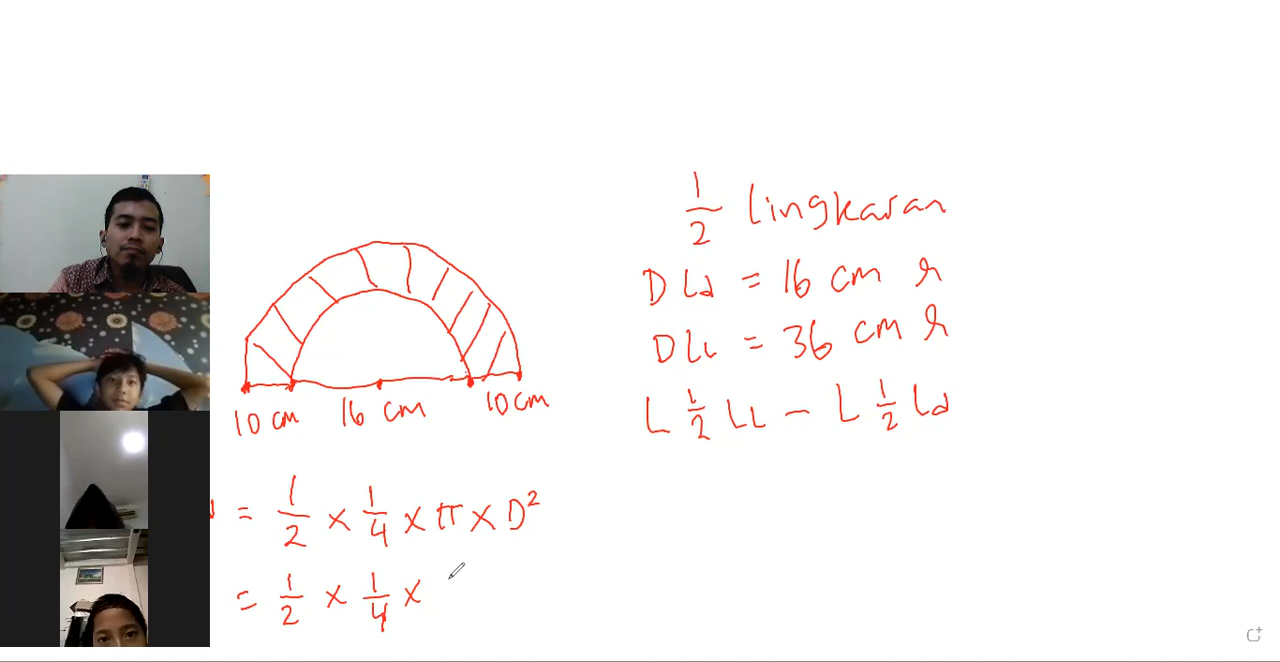 1/2 lingkaran
D Ld = 16 cm
D LL = 36 cm
L 1/2 LL - L 1/2 Ld
10 cm 16 cm 10 cm
= 1/2 × 1/4 × π × D²
= 1/2 × 1/4 ×